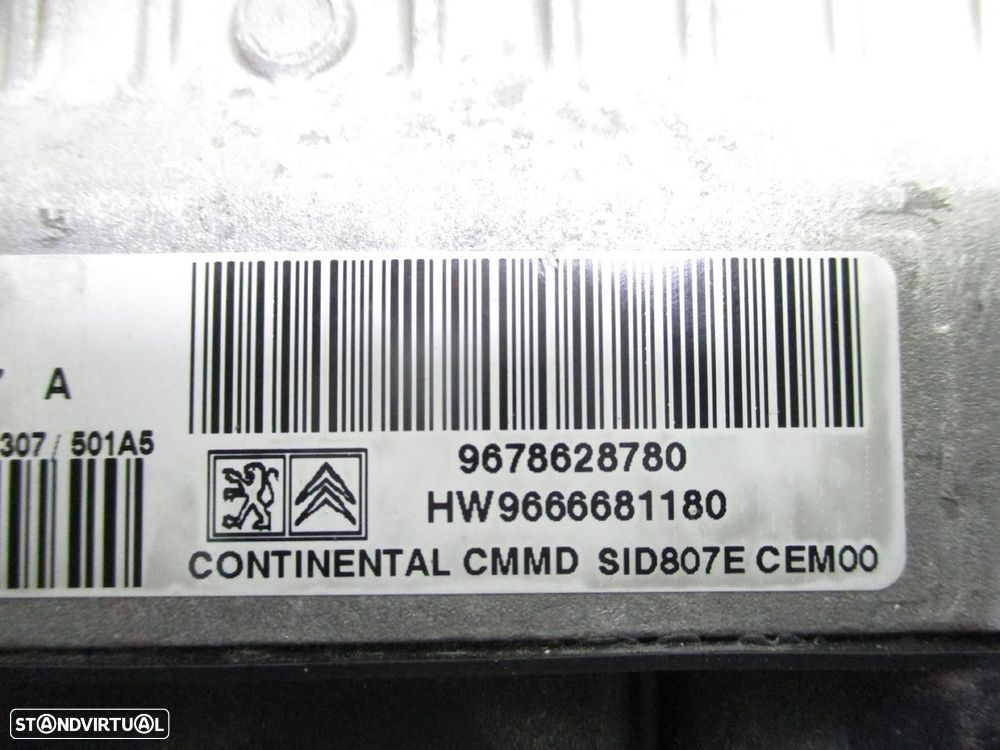 A
307/501A5
9678628780
HW9666681180
CONTINENTAL CMMD SID807E CEM00
STANDVIRTUAL